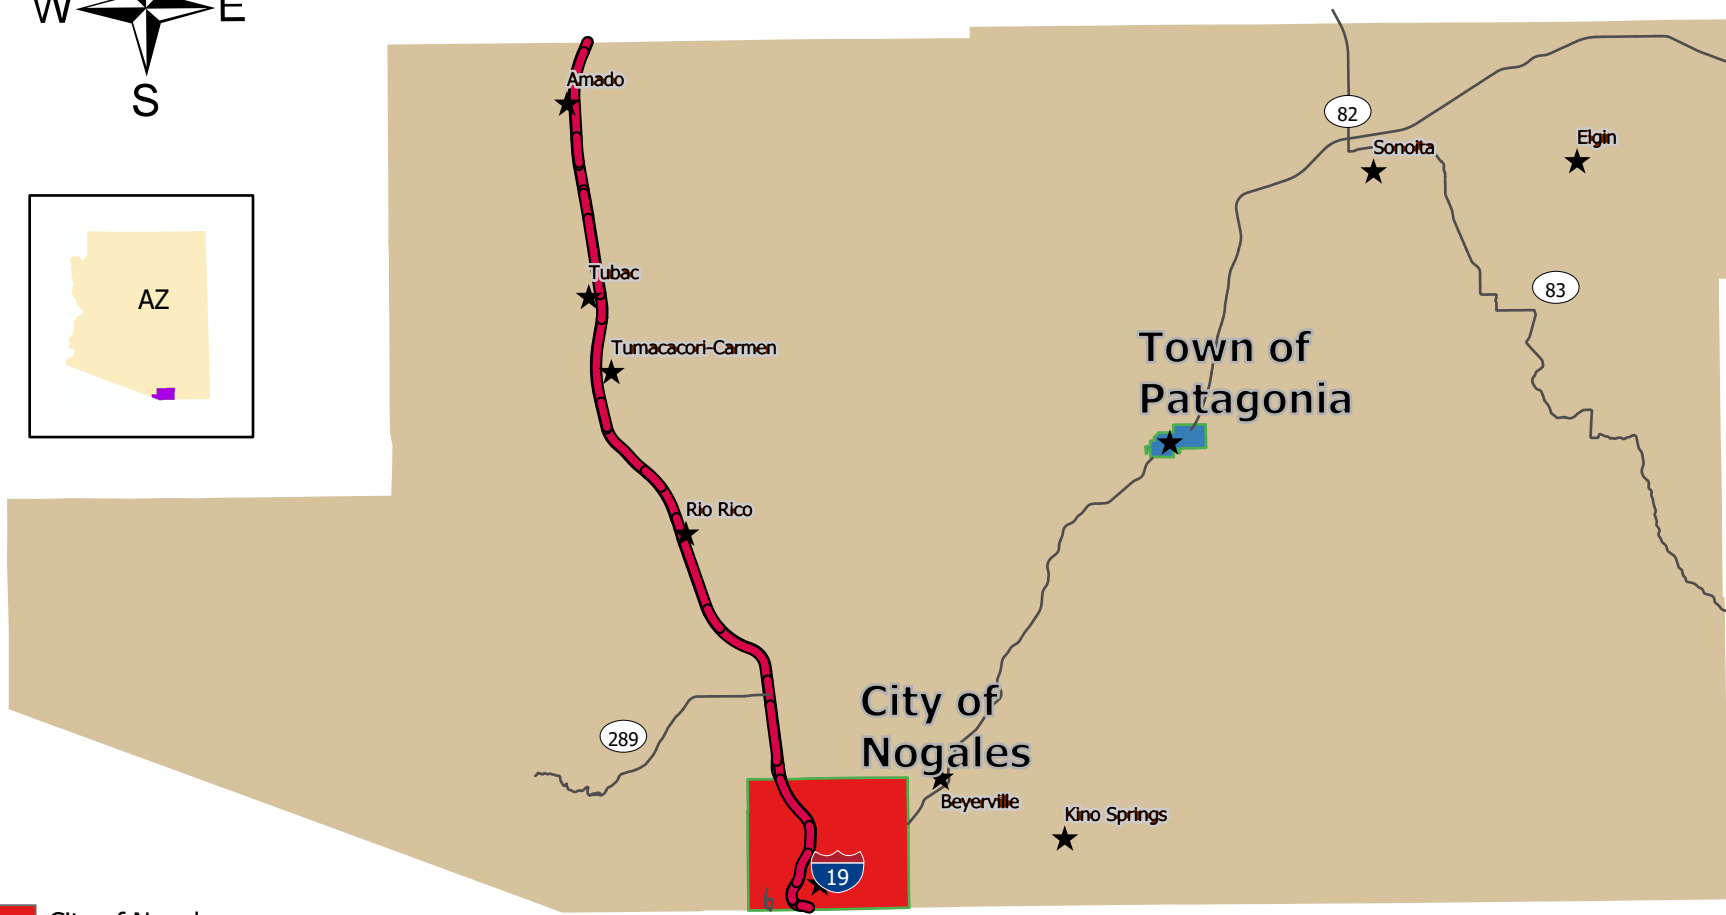 W E
S
AZ
Amado
82
Sonoita
Elgin
Tubac
83
Tumacacori-Carmen
Town of
Patagonia
Rio Rico
City of
Nogales
289
Beyerville
Kino Springs
19